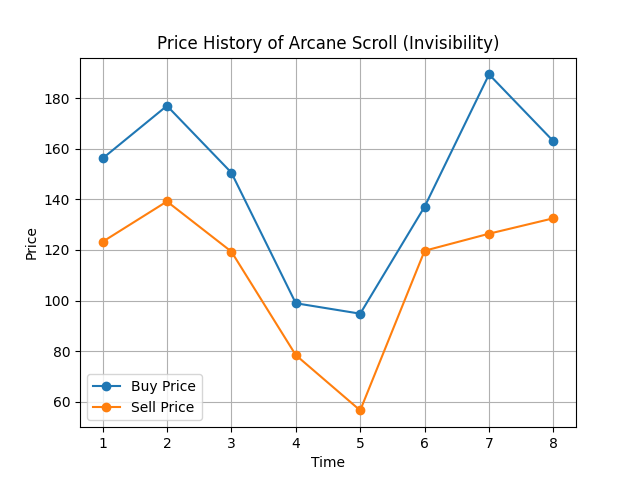 Price History of Arcane Scroll (Invisibility)
180
160
140
120
100
80
60
Price
Buy Price
Sell Price
1 2 3 4 5 6 7 8
Time